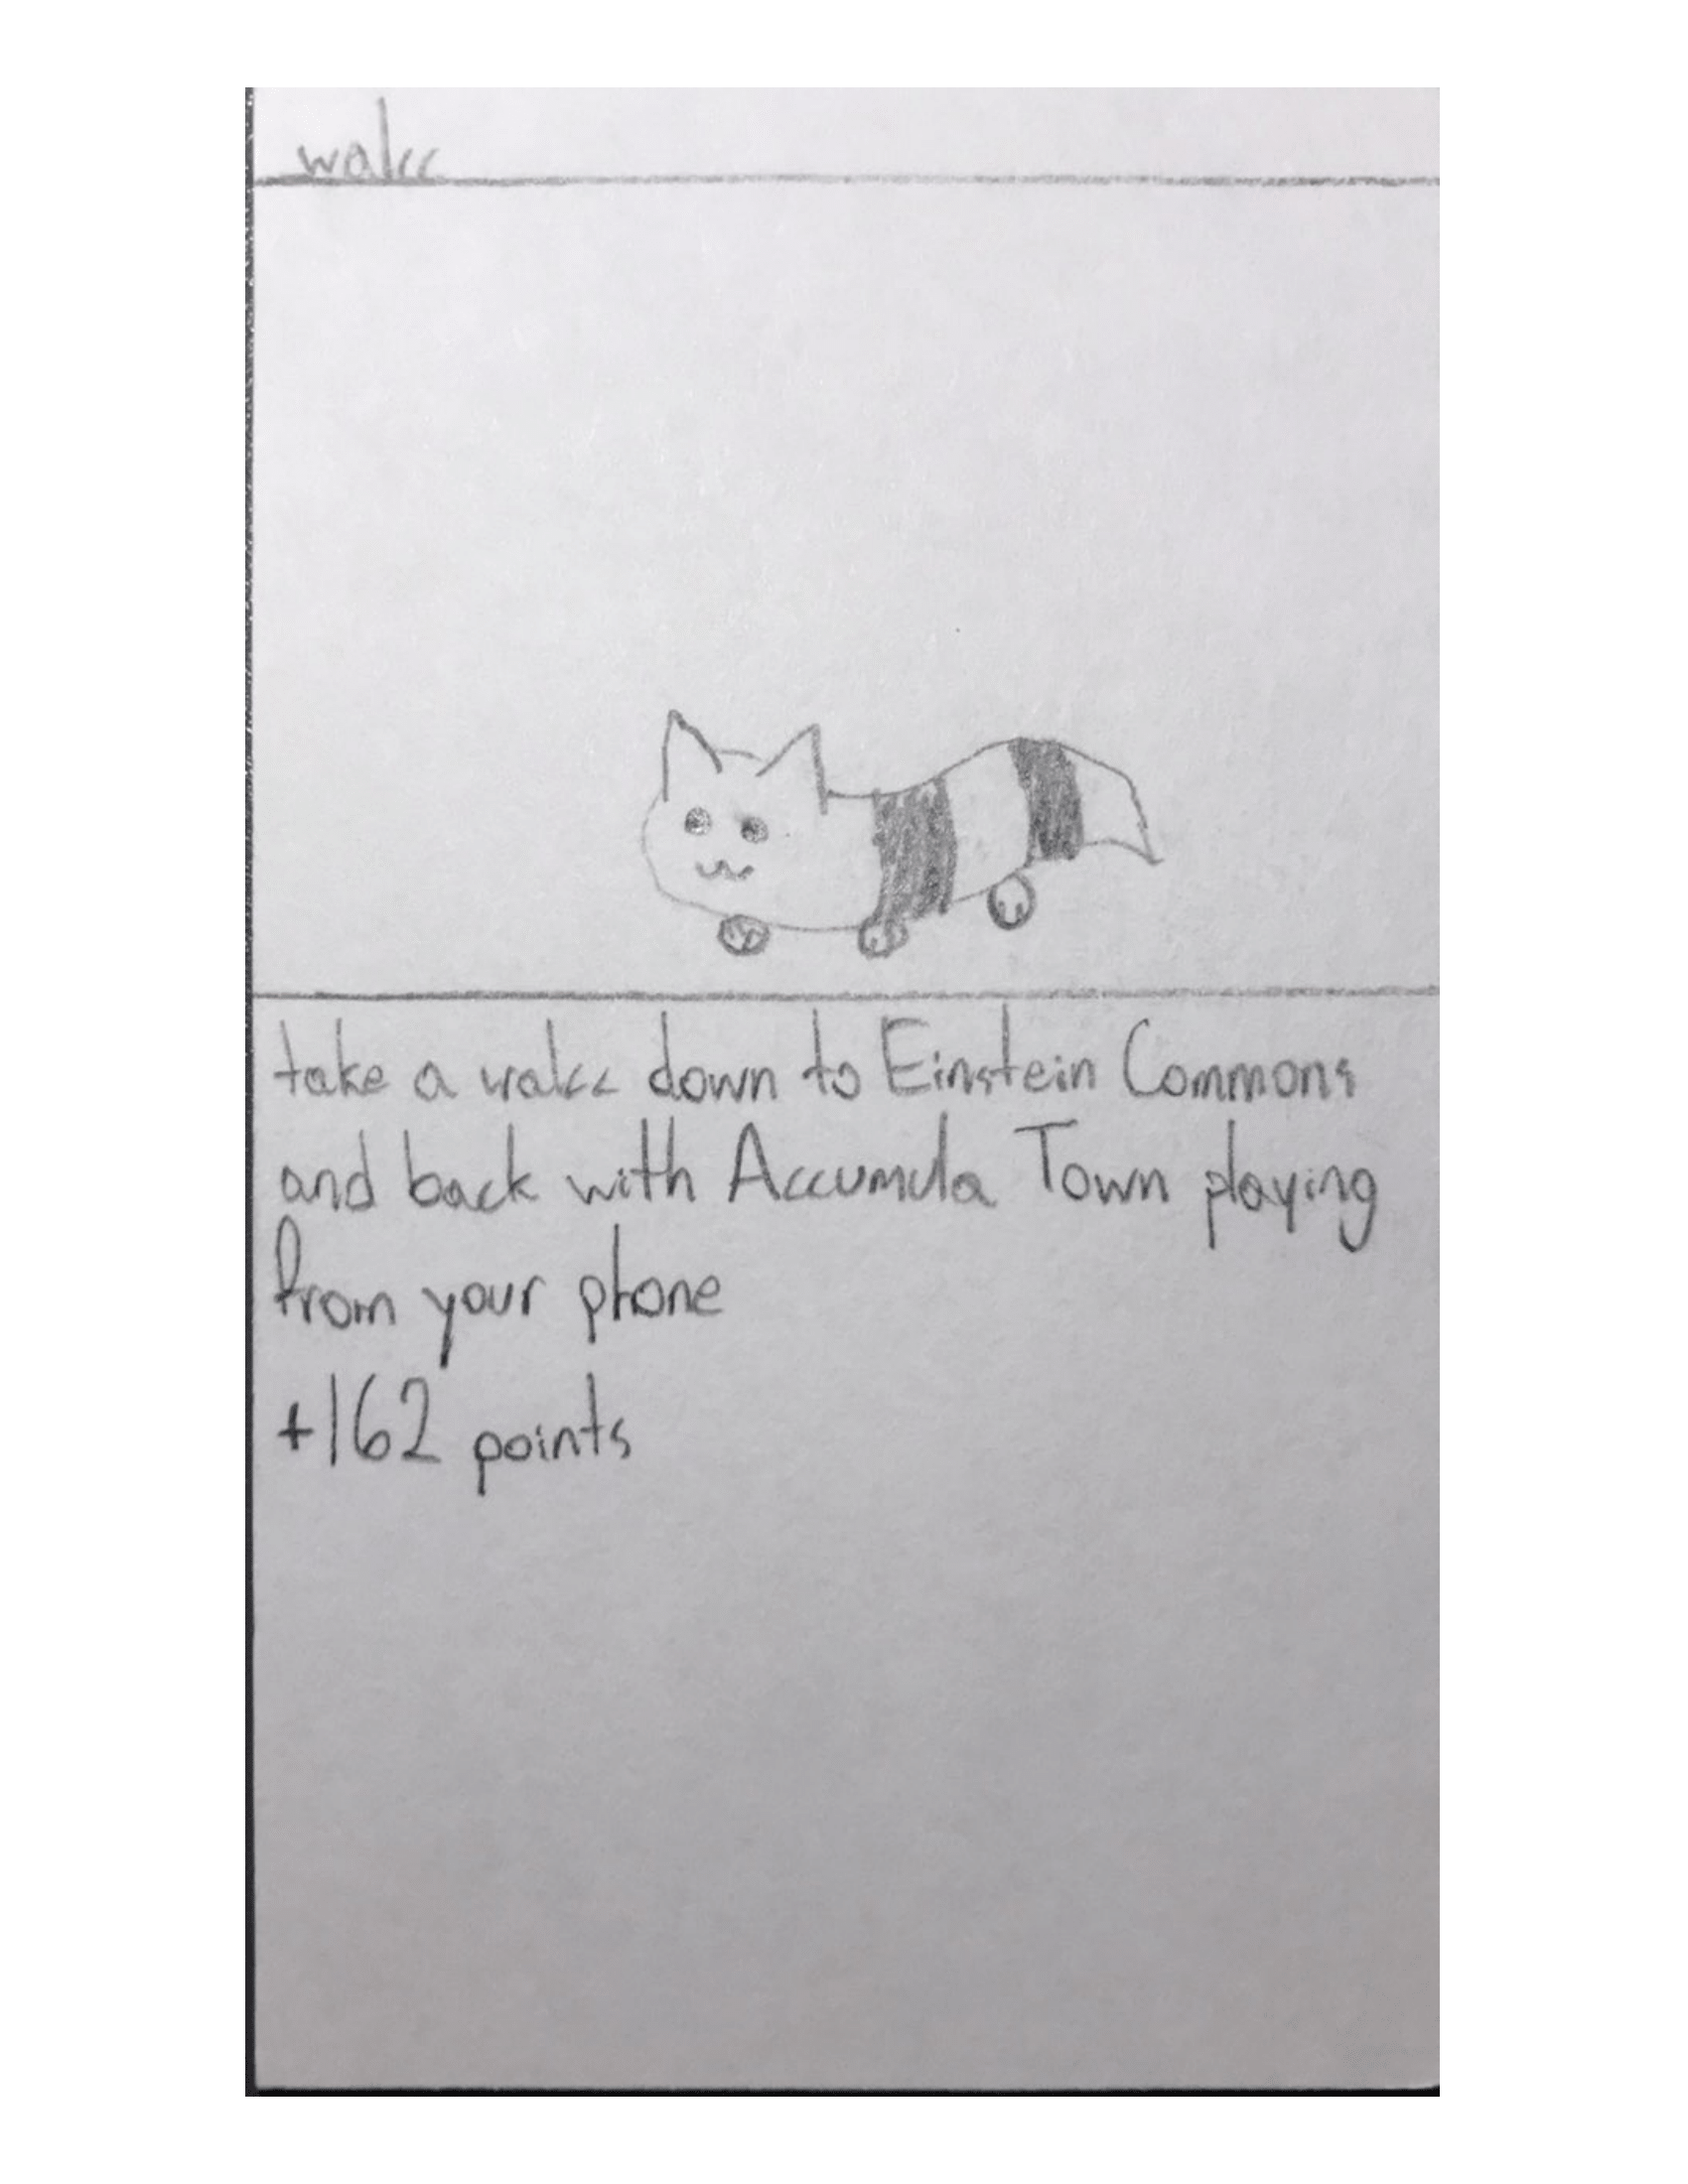 walcc
take a walcc down to Einstein Commons
and back with Accumula Town playing
from your phone
+162 points